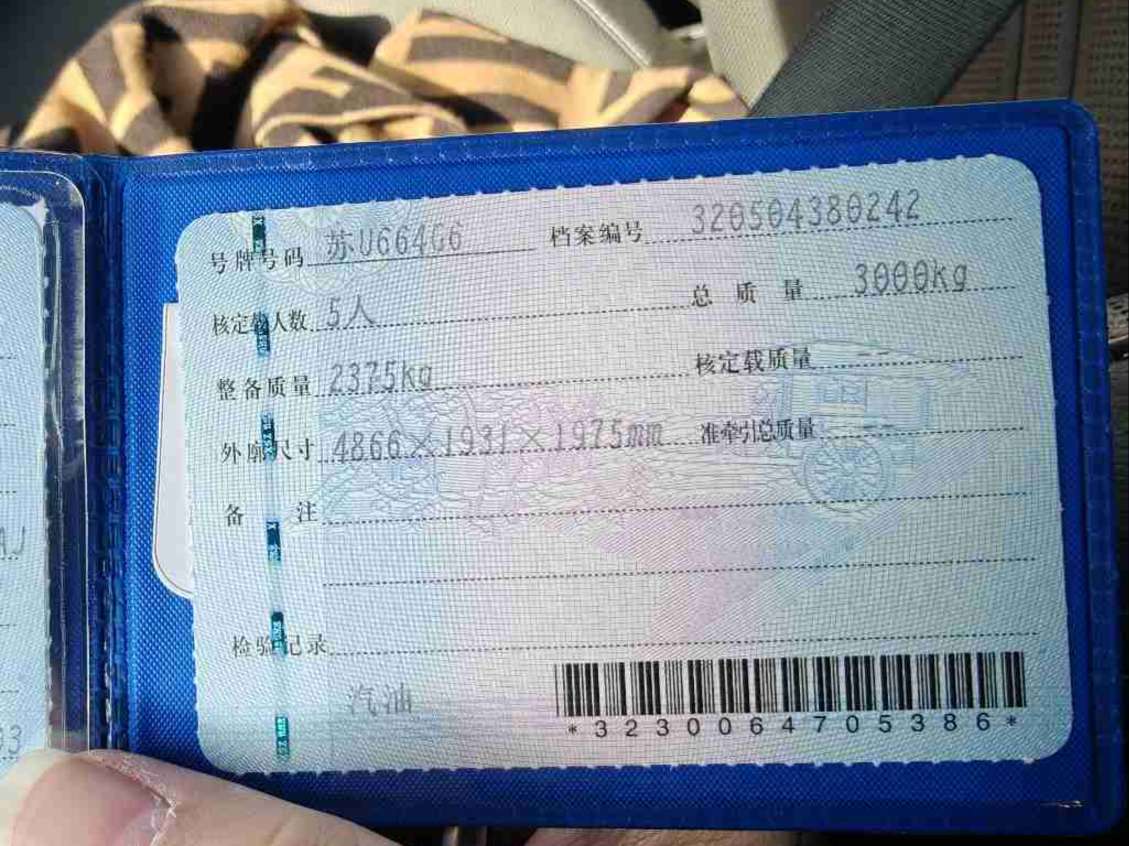 号牌号码 苏U664G6 档案编号 320504380242
核定载人数 5人 总质量 3000kg
整备质量 2375kg 核定载质量 --
外廓尺寸 4866×1931×1975mm 准牵引总质量 --
备注
检验记录
汽油
*3230064705386*